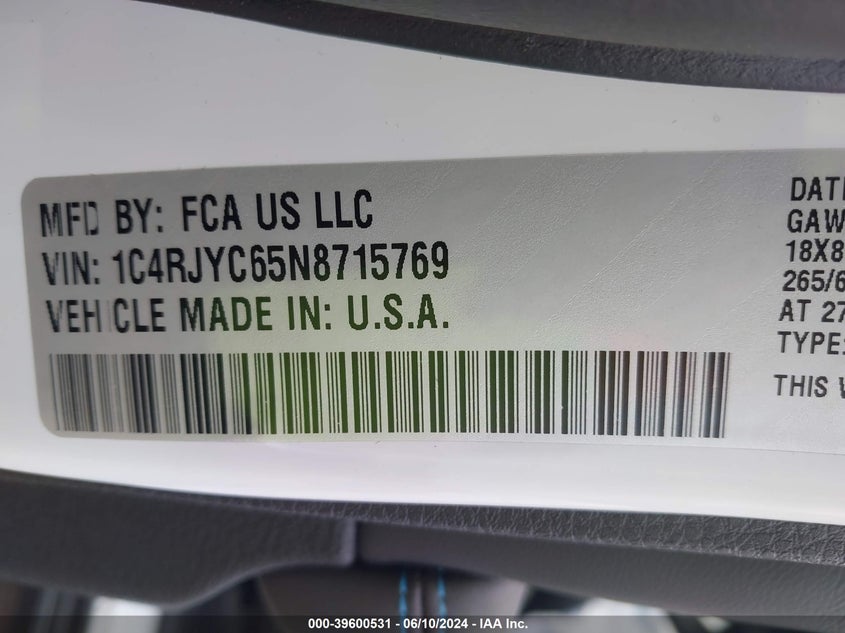 MFD BY: FCA US LLC
VIN: 1C4RJYC65N8715769
VEHICLE MADE IN: U.S.A.
DAT
GAW
18X8
265/6
AT 27
TYPE:
THIS
000-39600531 - 06/10/2024 - IAA Inc.